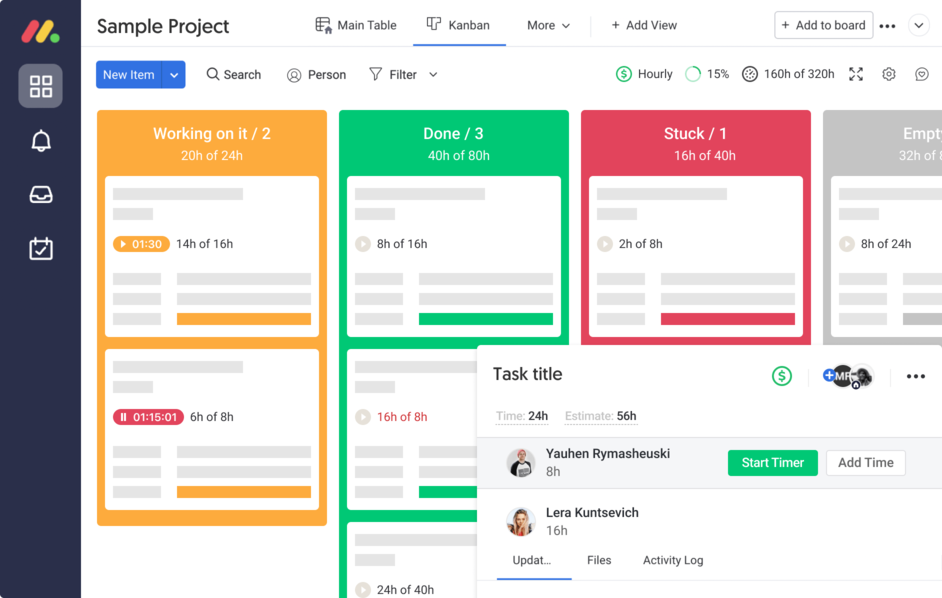 Sample Project
Main Table
Kanban
More
+ Add View
+ Add to board
New Item
Search
Person
Filter
$ Hourly
15%
160h of 320h
Working on it / 2
20h of 24h
01:30
14h of 16h
01:15:01
6h of 8h
Done / 3
40h of 80h
8h of 16h
16h of 8h
24h of 40h
Stuck / 1
16h of 40h
2h of 8h
Empty
32h of 8
8h of 24h
Task title
$
Time: 24h
Estimate: 56h
Yauhen Rymasheuski
8h
Start Timer
Add Time
Lera Kuntsevich
16h
Updat...
Files
Activity Log